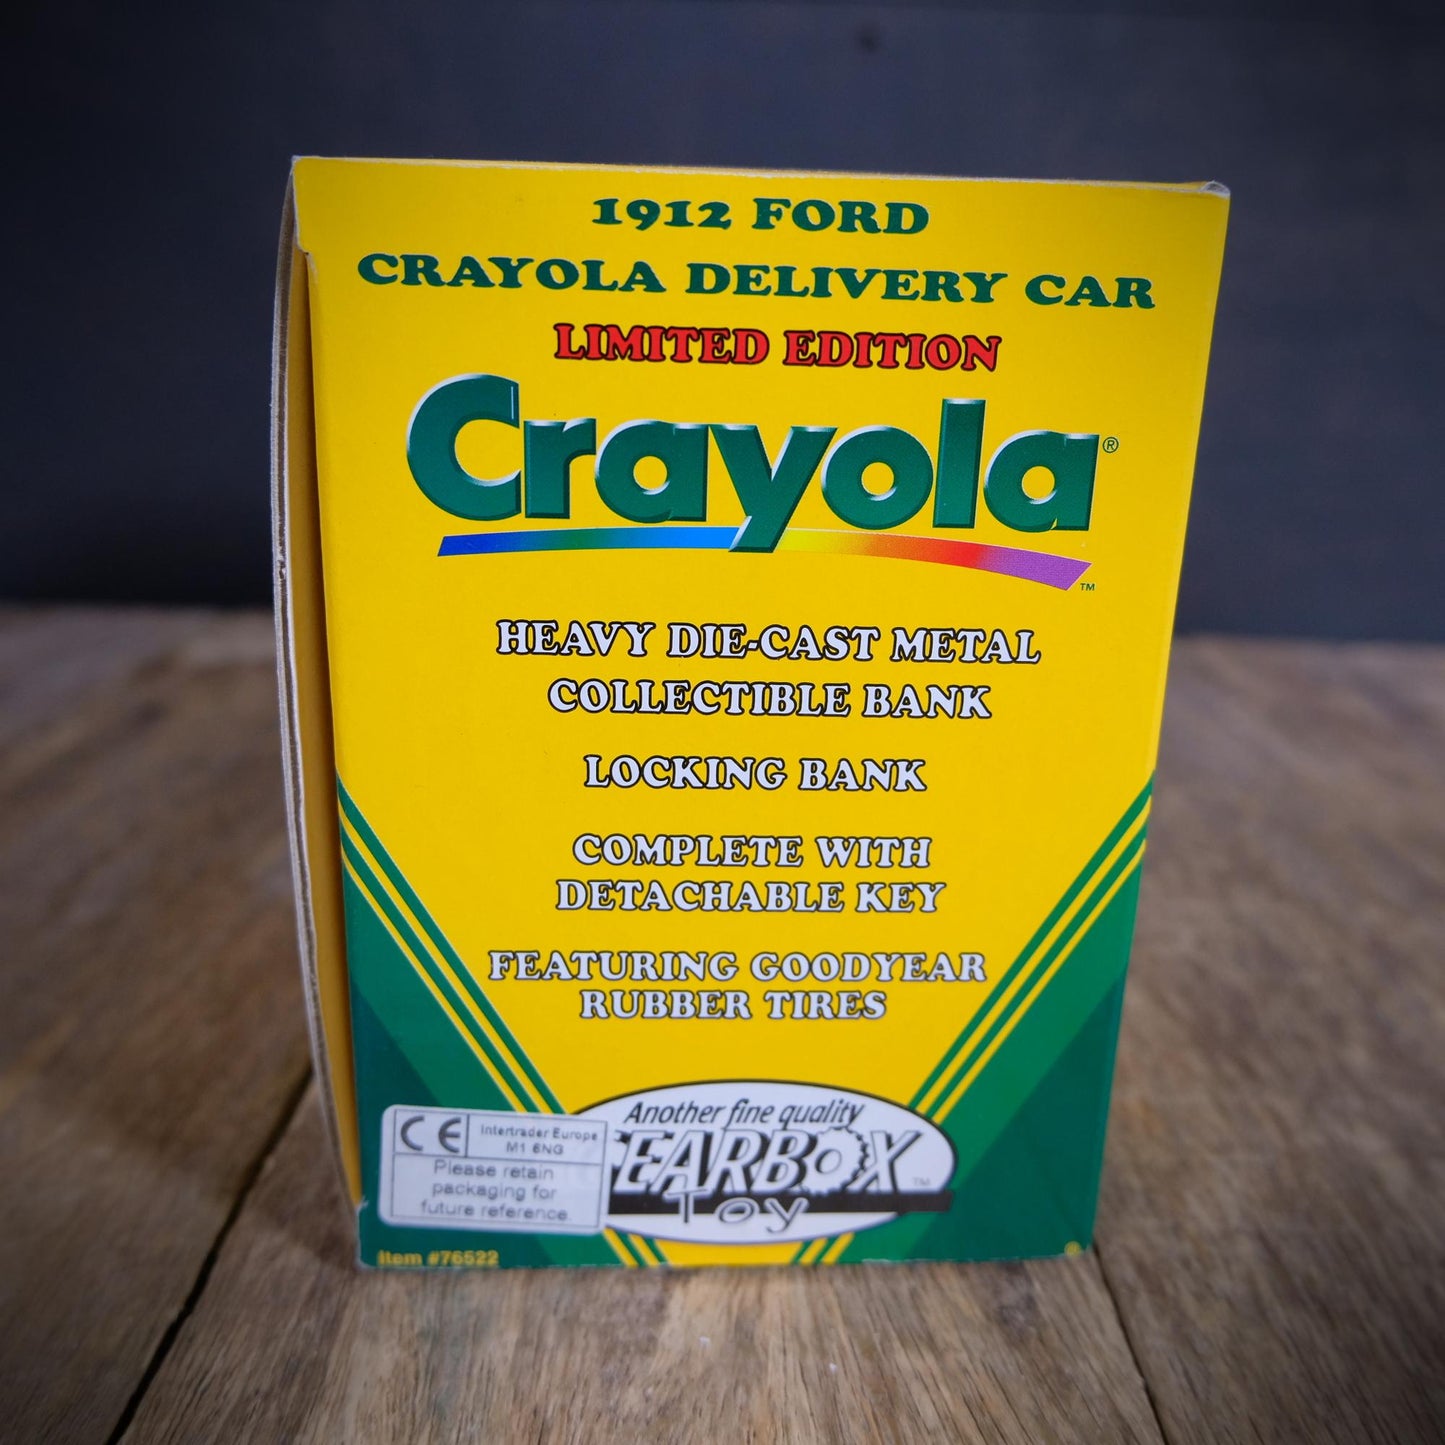 1912 FORD
CRAYOLA DELIVERY CAR
LIMITED EDITION
Crayola®
™
HEAVY DIE-CAST METAL
COLLECTIBLE BANK
LOCKING BANK
COMPLETE WITH
DETACHABLE KEY
FEATURING GOODYEAR
RUBBER TIRES
Another fine quality
EARBOX™
Toy
CE
Intertrader Europe
M1 6NG
Please retain
packaging for
future reference.
Item #76522
®